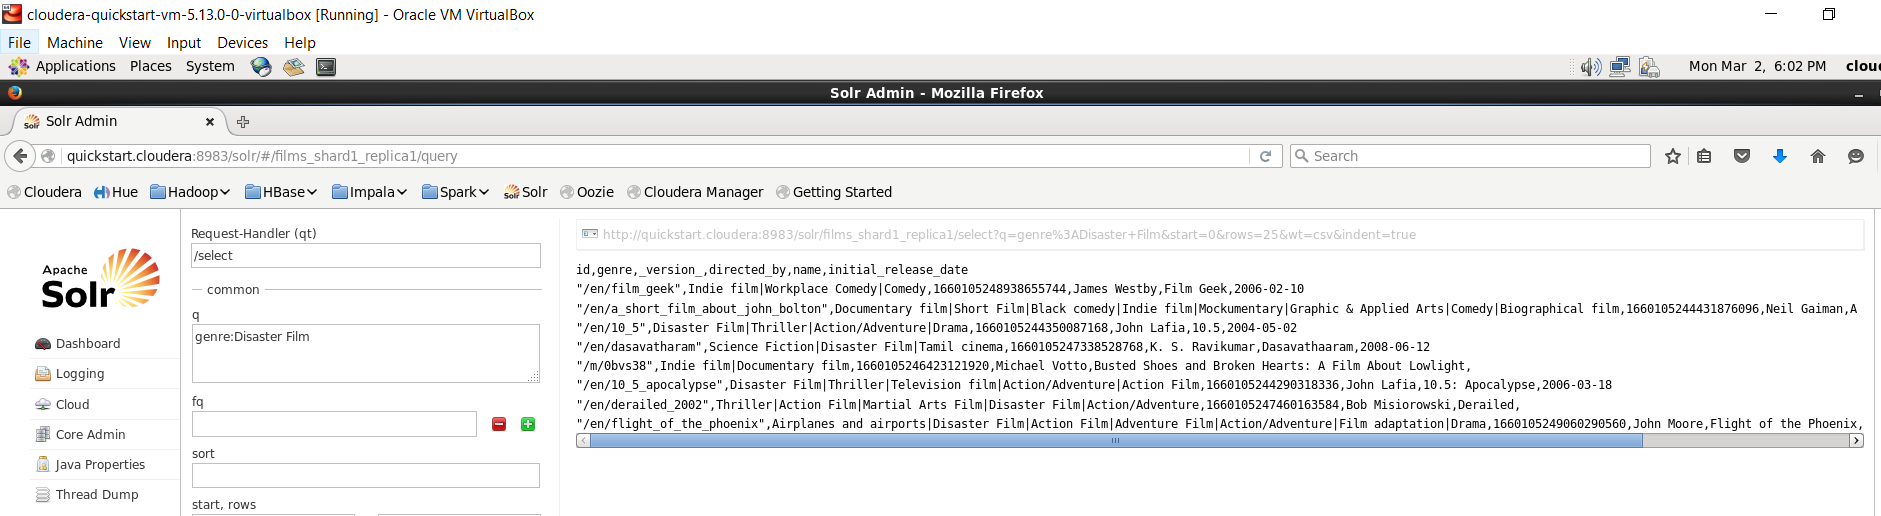 cloudera-quickstart-vm-5.13.0-0-virtualbox [Running] - Oracle VM VirtualBox
File Machine View Input Devices Help
Applications Places System Mon Mar 2, 6:02 PM clou
Solr Admin - Mozilla Firefox
Solr Admin
quickstart.cloudera:8983/solr/#/films_shard1_replica1/query Search
Cloudera Hue Hadoop HBase Impala Spark Solr Oozie Cloudera Manager Getting Started
Apache
Solr
Dashboard
Logging
Cloud
Core Admin
Java Properties
Thread Dump
Request-Handler (qt)
/select
common
q
genre:Disaster Film
fq
sort
start, rows
http://quickstart.cloudera:8983/solr/films_shard1_replica1/select?q=genre%3ADisaster+Film&start=0&rows=25&wt=csv&indent=true
id,genre,_version_,directed_by,name,initial_release_date
"/en/film_geek",Indie film|Workplace Comedy|Comedy,1660105248938655744,James Westby,Film Geek,2006-02-10
"/en/a_short_film_about_john_bolton",Documentary film|Short Film|Black comedy|Indie film|Mockumentary|Graphic & Applied Arts|Comedy|Biographical film,1660105244431876096,Neil Gaiman,A
"/en/10_5",Disaster Film|Thriller|Action/Adventure|Drama,1660105244350087168,John Lafia,10.5,2004-05-02
"/en/dasavatharam",Science Fiction|Disaster Film|Tamil cinema,1660105247338528768,K. S. Ravikumar,Dasavathaaram,2008-06-12
"/m/0bvs38",Indie film|Documentary film,1660105246423121920,Michael Votto,Busted Shoes and Broken Hearts: A Film About Lowlight,
"/en/10_5_apocalypse",Disaster Film|Thriller|Television film|Action/Adventure|Action Film,1660105244290318336,John Lafia,10.5: Apocalypse,2006-03-18
"/en/derailed_2002",Thriller|Action Film|Martial Arts Film|Disaster Film|Action/Adventure,1660105247460163584,Bob Misiorowski,Derailed,
"/en/flight_of_the_phoenix",Airplanes and airports|Disaster Film|Action Film|Adventure Film|Action/Adventure|Film adaptation|Drama,1660105249060290560,John Moore,Flight of the Phoenix,